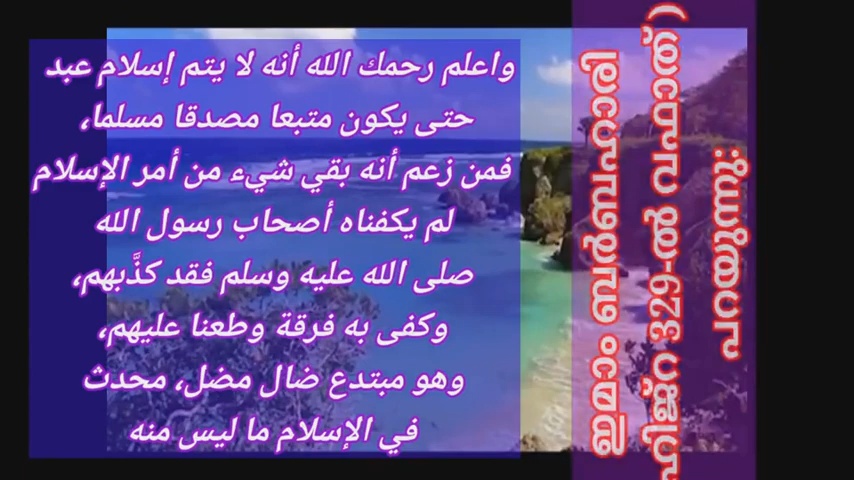 واعلم رحمك الله أنه لا يتم إسلام عبد
حتى يكون متبعا مصدقا مسلما،
فمن زعم أنه بقي شيء من أمر الإسلام
لم يكفناه أصحاب رسول الله
صلى الله عليه وسلم فقد كذَّبهم،
وكفى به فرقة وطعنا عليهم،
وهو مبتدع ضال مضل، محدث
في الإسلام ما ليس منه
ഇമാം ബർബഹാരി
ഹിജ്റ 329-ൽ വഫാത്)
പറയുന്നു: